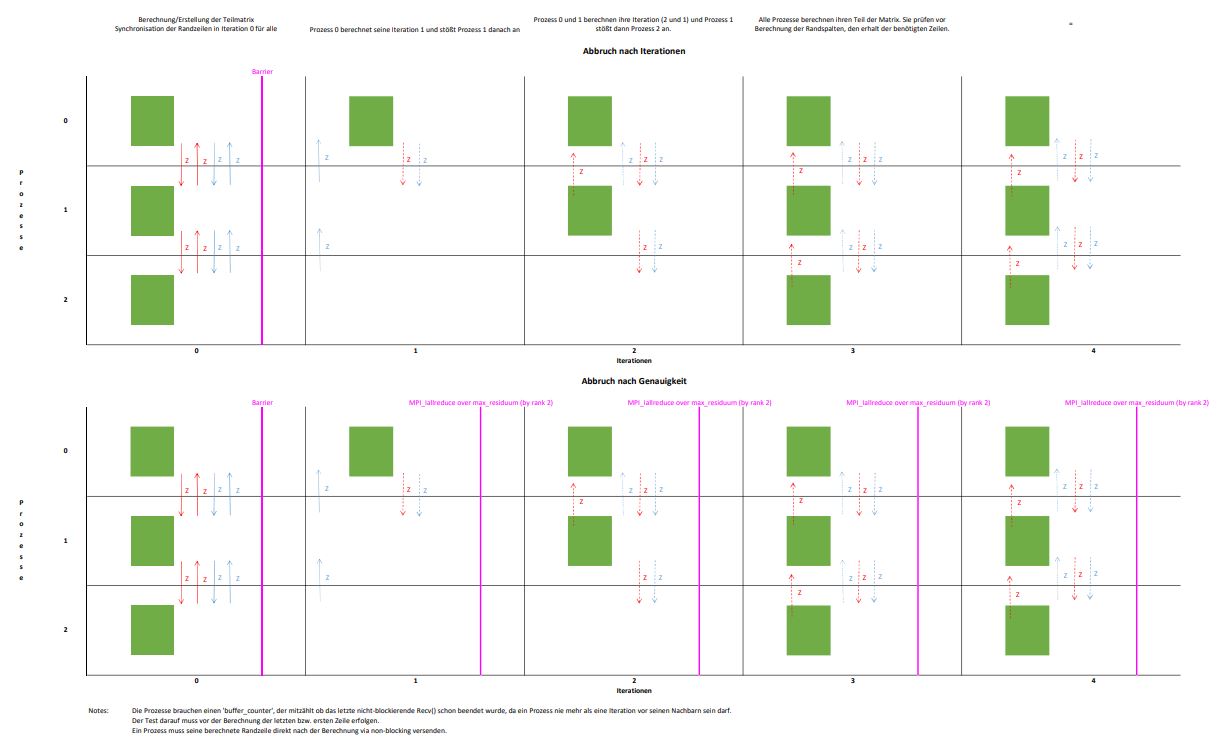 Berechnung/Erstellung der Teilmatrix
Synchronisation der Randzeilen in Iteration 0 für alle
Prozess 0 berechnet seine Iteration 1 und stößt Prozess 1 danach an
Prozess 0 und 1 berechnen ihre Iteration (2 und 1) und Prozess 1
stößt dann Prozess 2 an.
Alle Prozesse berechnen ihren Teil der Matrix. Sie prüfen vor
Berechnung der Randspalten, den erhalt der benötigten Zeilen.
=
Abbruch nach Iterationen
Barrier
0
Z Z Z Z
Z Z Z
Z Z Z Z
Z Z Z Z
Z Z Z Z
Prozesse
1
Z Z Z Z
Z
Z Z
Z Z Z Z
Z Z Z Z
2
0 1 2 3 4
Iterationen
Abbruch nach Genauigkeit
Barrier
MPI_Iallreduce over max_residuum (by rank 2)
MPI_Iallreduce over max_residuum (by rank 2)
MPI_Iallreduce over max_residuum (by rank 2)
MPI_Iallreduce over max_residuum (by rank 2)
0
Z Z Z Z
Z Z Z
Z Z Z Z
Z Z Z Z
Z Z Z Z
Prozesse
1
Z Z Z Z
Z
Z Z
Z Z Z Z
Z Z Z Z
2
0 1 2 3 4
Iterationen
Notes: Die Prozesse brauchen einen 'buffer_counter', der mitzählt ob das letzte nicht-blockierende Recv() schon beendet wurde, da ein Prozess nie mehr als eine Iteration vor seinen Nachbarn sein darf.
Der Test darauf muss vor der Berechnung der letzten bzw. ersten Zeile erfolgen.
Ein Prozess muss seine berechnete Randzeile direkt nach der Berechnung via non-blocking versenden.